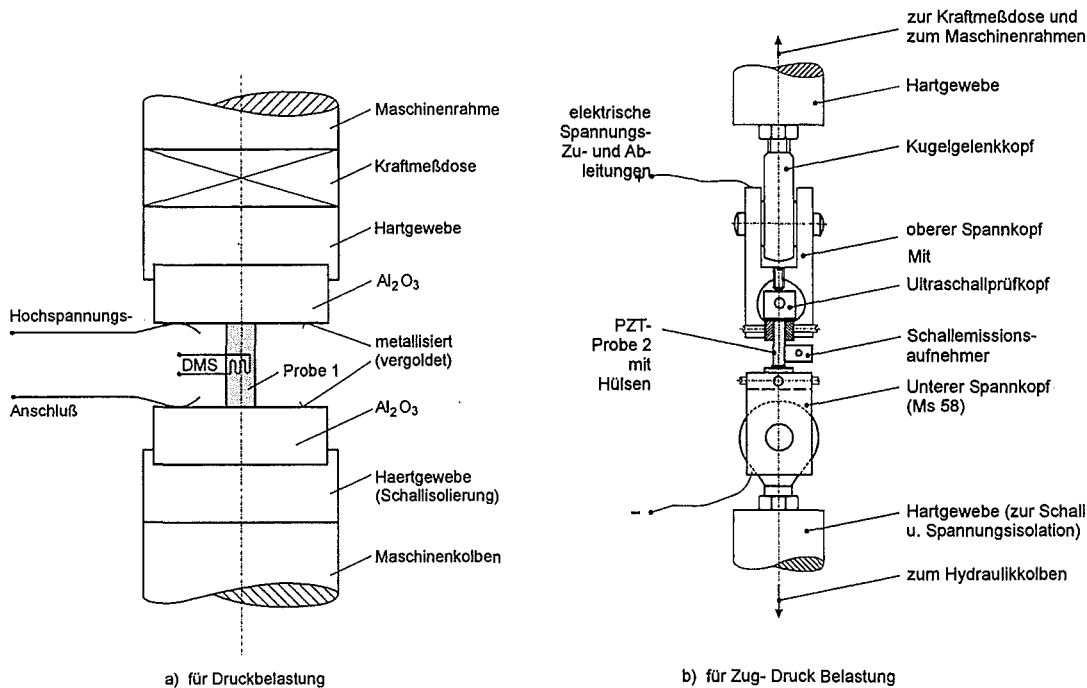 Maschinenrahme
Kraftmeßdose
Hartgewebe
Al2O3
Hochspannungs-
metallisiert
(vergoldet)
DMS
Probe 1
Anschluß
Al2O3
Haertgewebe
(Schallisolierung)
Maschinenkolben
a) für Druckbelastung
zur Kraftmeßdose und
zum Maschinenrahmen
Hartgewebe
elektrische
Spannungs-
Zu- und Ab-
leitungen
+
Kugelgelenkkopf
oberer Spannkopf
Mit
Ultraschallprüfkopf
PZT-
Probe 2
mit
Hülsen
Schallemissions-
aufnehmer
Unterer Spannkopf
(Ms 58)
-
Hartgewebe (zur Schall
u. Spannungsisolation)
zum Hydraulikkolben
b) für Zug- Druck Belastung